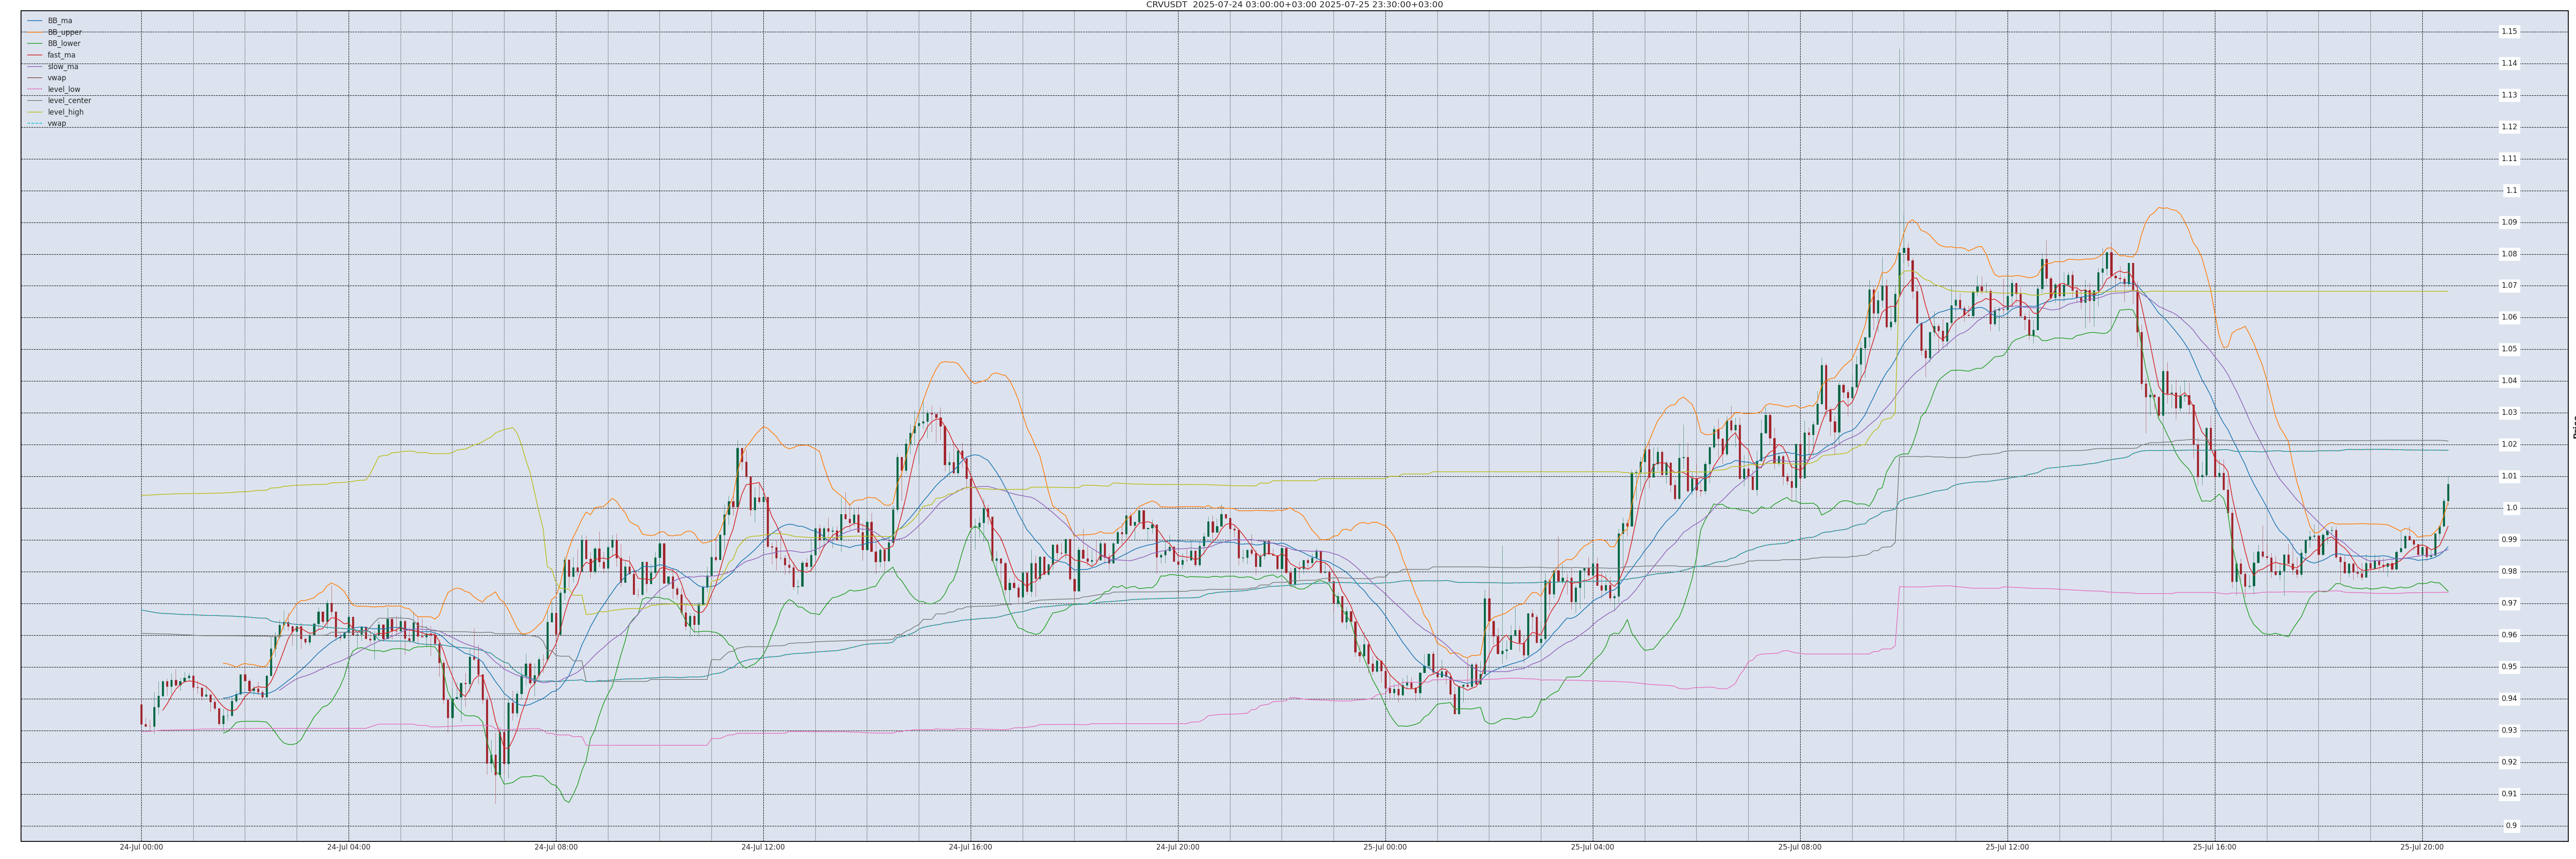 CRVUSDT 2025-07-24 03:00:00+03:00 2025-07-25 23:30:00+03:00
BB_ma
BB_upper
BB_lower
fast_ma
slow_ma
vwap
level_low
level_center
level_high
vwap
1.15
1.14
1.13
1.12
1.11
1.1
1.09
1.08
1.07
1.06
1.05
1.04
1.03
1.02
1.01
1.0
0.99
0.98
0.97
0.96
0.95
0.94
0.93
0.92
0.91
0.9
24-Jul 00:00
24-Jul 04:00
24-Jul 08:00
24-Jul 12:00
24-Jul 16:00
24-Jul 20:00
25-Jul 00:00
25-Jul 04:00
25-Jul 08:00
25-Jul 12:00
25-Jul 16:00
25-Jul 20:00